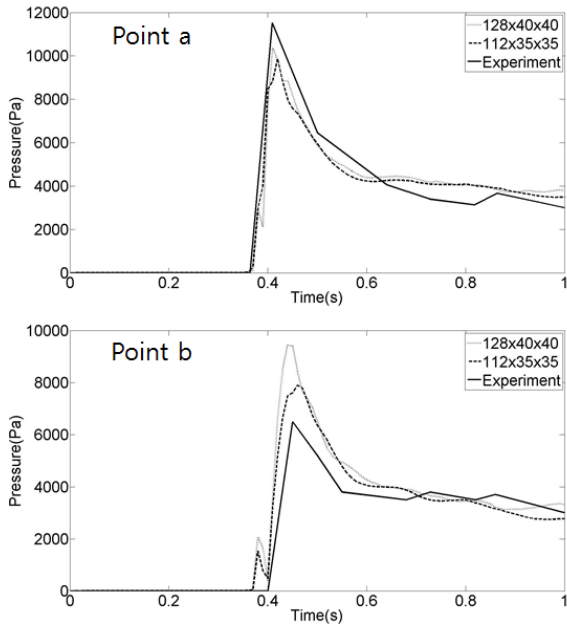 Point a
128x40x40
112x35x35
Experiment
Pressure(Pa)
12000
10000
8000
6000
4000
2000
0
0 0.2 0.4 0.6 0.8 1
Time(s)
Point b
128x40x40
112x35x35
Experiment
Pressure(Pa)
10000
8000
6000
4000
2000
0
0 0.2 0.4 0.6 0.8 1
Time(s)